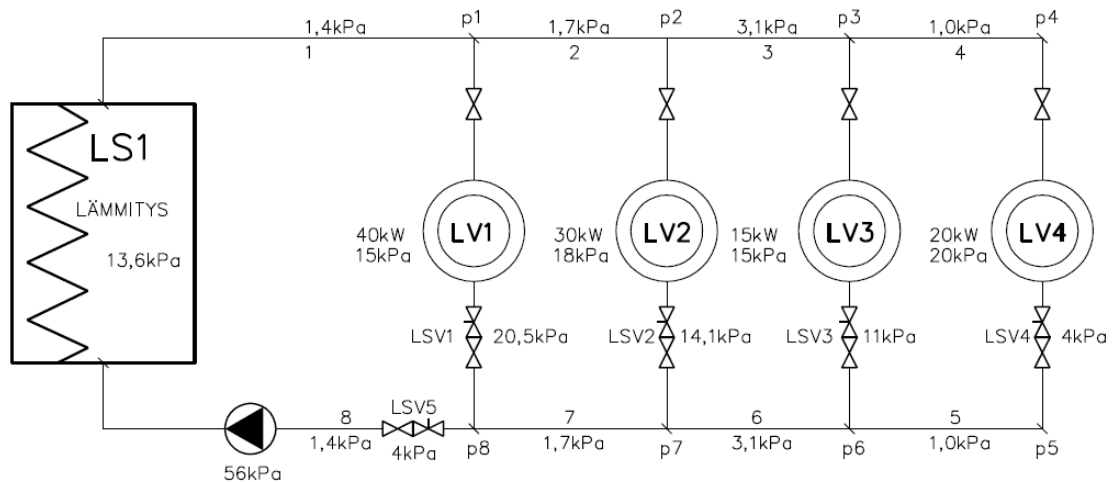 1,4kPa
p1
1,7kPa
p2
3,1kPa
p3
1,0kPa
p4
1
2
3
4
LS1
LÄMMITYS
13,6kPa
40kW
15kPa
LV1
30kW
18kPa
LV2
15kW
15kPa
LV3
20kW
20kPa
LV4
LSV1
20,5kPa
LSV2
14,1kPa
LSV3
11kPa
LSV4
4kPa
LSV5
8
7
6
5
1,4kPa
4kPa
p8
1,7kPa
p7
3,1kPa
p6
1,0kPa
p5
56kPa